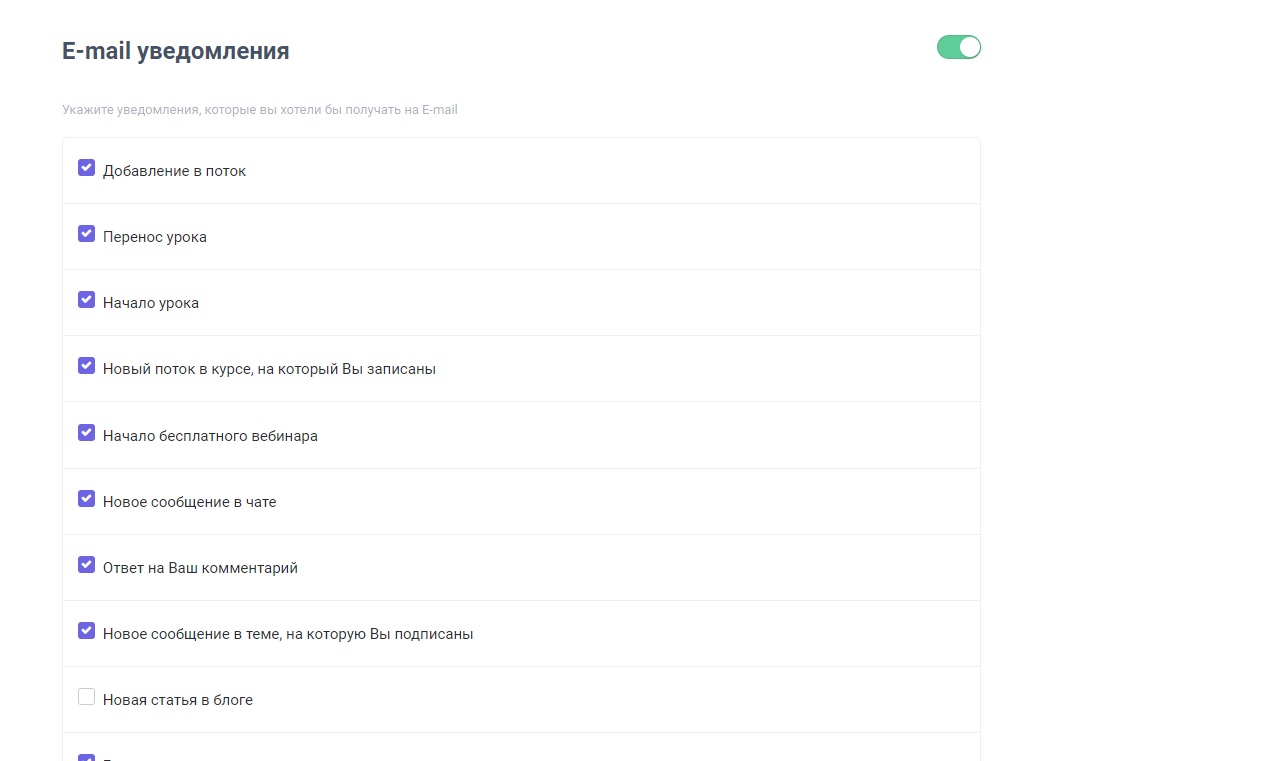 E-mail уведомления
Укажите уведомления, которые вы хотели бы получать на E-mail
Добавление в поток
Перенос урока
Начало урока
Новый поток в курсе, на который Вы записаны
Начало бесплатного вебинара
Новое сообщение в чате
Ответ на Ваш комментарий
Новое сообщение в теме, на которую Вы подписаны
Новая статья в блоге